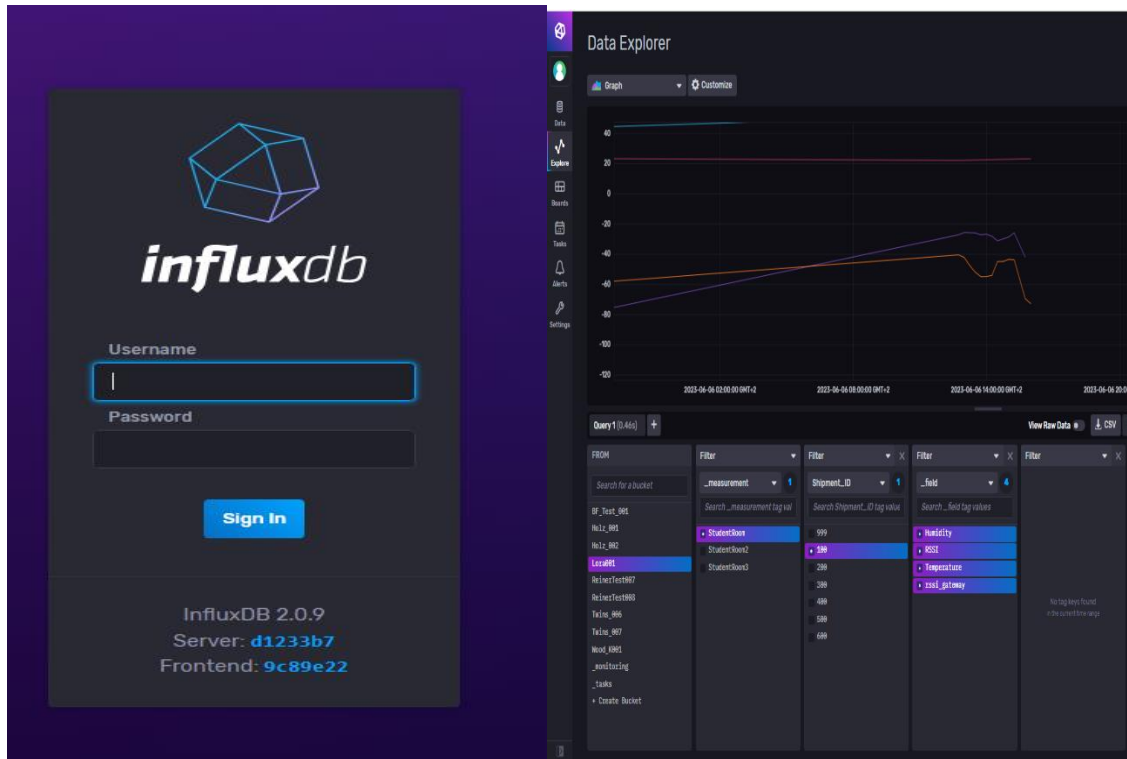 influxdb
Username
Password
Sign In
InfluxDB 2.0.9
Server: d1233b7
Frontend: 9c89e22
Data Explorer
Graph
Customize
Data
Explore
Boards
Tasks
Alerts
Settings
40
20
0
-20
-40
-60
-80
-100
-120
2023-06-06 02:00:00 GMT+2
2023-06-06 08:00:00 GMT+2
2023-06-06 14:00:00 GMT+2
2023-06-06 20:0
Query 1 (0.46s)
+
View Raw Data
CSV
FROM
Search for a bucket
BF_Test_001
Holz_001
Holz_002
Lora001
ReinerTest007
ReinerTest008
Twins_006
Twins_007
Wood_K001
_monitoring
_tasks
+ Create Bucket
Filter
_measurement
1
Search _measurement tag val
StudentRoom
StudentRoom2
StudentRoom3
Filter
X
Shipment_ID
1
Search Shipment_ID tag value
999
100
200
300
400
500
600
Filter
X
_field
4
Search _field tag values
Humidity
RSSI
Temperature
rssi_gateway
Filter
X
No tag keys found
in the current time range